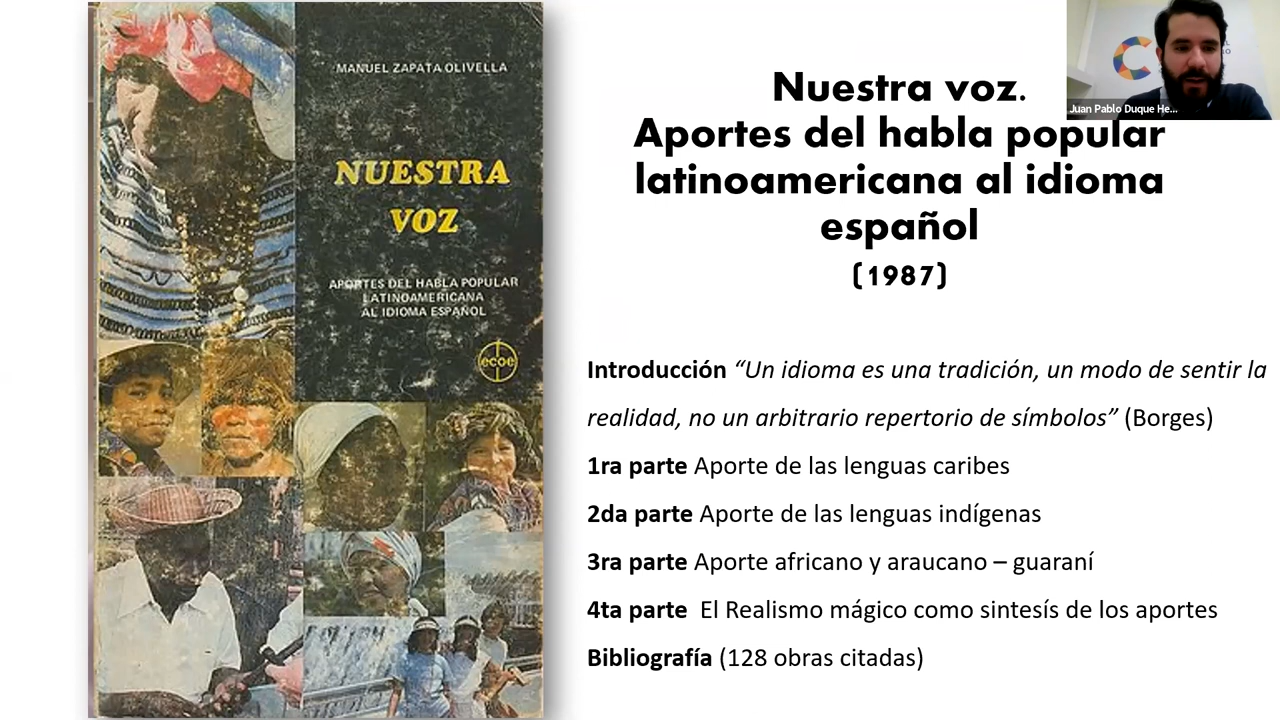 MANUEL ZAPATA OLIVELLA
NUESTRA
VOZ
APORTES DEL HABLA POPULAR
LATINOAMERICANA
AL IDIOMA ESPAÑOL
ecoe
Nuestra voz.
Aportes del habla popular
latinoamericana al idioma
español
(1987)
Juan Pablo Duque He...
Introducción “Un idioma es una tradición, un modo de sentir la
realidad, no un arbitrario repertorio de símbolos” (Borges)
1ra parte Aporte de las lenguas caribes
2da parte Aporte de las lenguas indígenas
3ra parte Aporte africano y araucano – guaraní
4ta parte El Realismo mágico como sintesís de los aportes
Bibliografía (128 obras citadas)